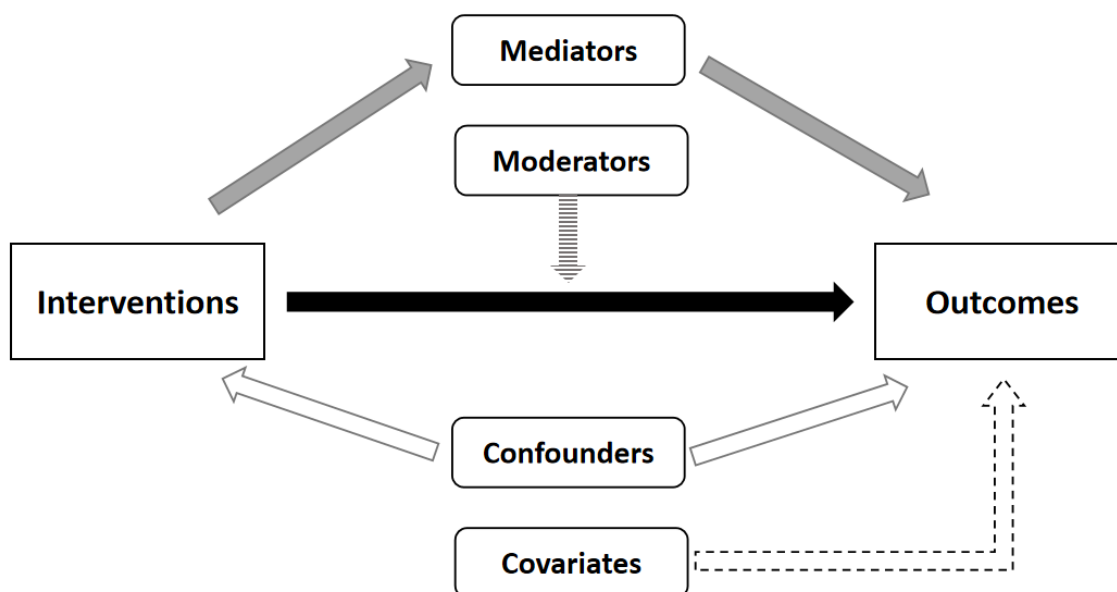 Mediators
Moderators
Interventions
Outcomes
Confounders
Covariates